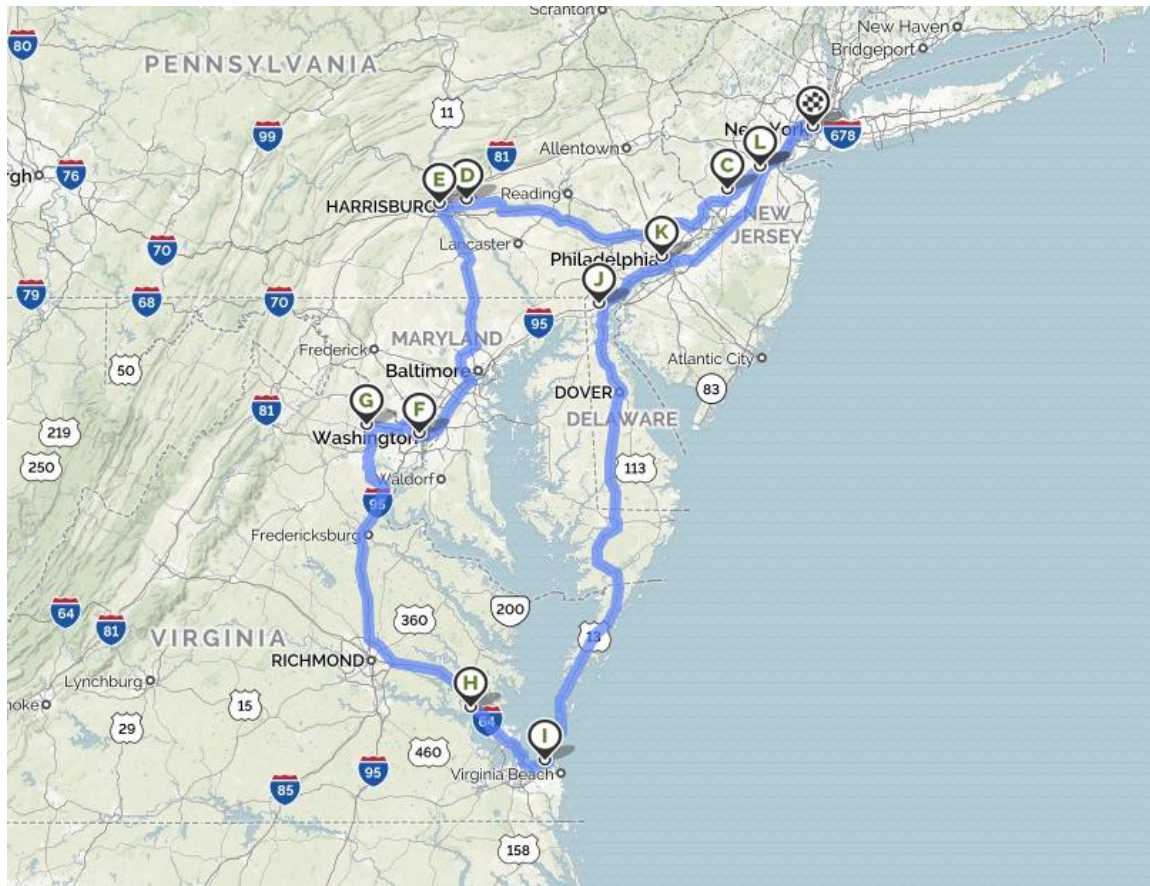 Scranton
New Haven
80
Bridgeport
PENNSYLVANIA
11
99
New York
678
Allentown
81
L
gh
76
C
E
D
Reading
HARRISBURG
NEW
JERSEY
Lancaster
K
70
Philadelphia
J
79
68
70
95
MARYLAND
Frederick
Atlantic City
50
Baltimore
83
DOVER
81
G
F
DELAWARE
219
Washington
250
113
Waldorf
95
Fredericksburg
200
64
81
360
13
VIRGINIA
RICHMOND
Lynchburg
H
noke
15
64
29
460
I
95
Virginia Beach
85
158